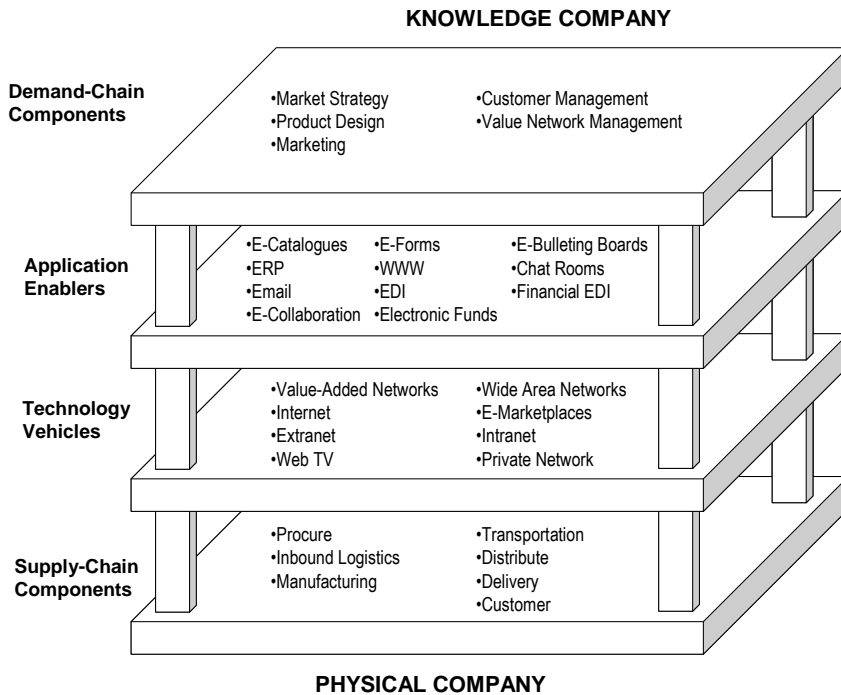 KNOWLEDGE COMPANY
Demand-Chain
Components
•Market Strategy
•Product Design
•Marketing
•Customer Management
•Value Network Management
Application
Enablers
•E-Catalogues
•ERP
•Email
•E-Collaboration
•E-Forms
•WWW
•EDI
•Electronic Funds
•E-Bulleting Boards
•Chat Rooms
•Financial EDI
Technology
Vehicles
•Value-Added Networks
•Internet
•Extranet
•Web TV
•Wide Area Networks
•E-Marketplaces
•Intranet
•Private Network
Supply-Chain
Components
•Procure
•Inbound Logistics
•Manufacturing
•Transportation
•Distribute
•Delivery
•Customer
PHYSICAL COMPANY